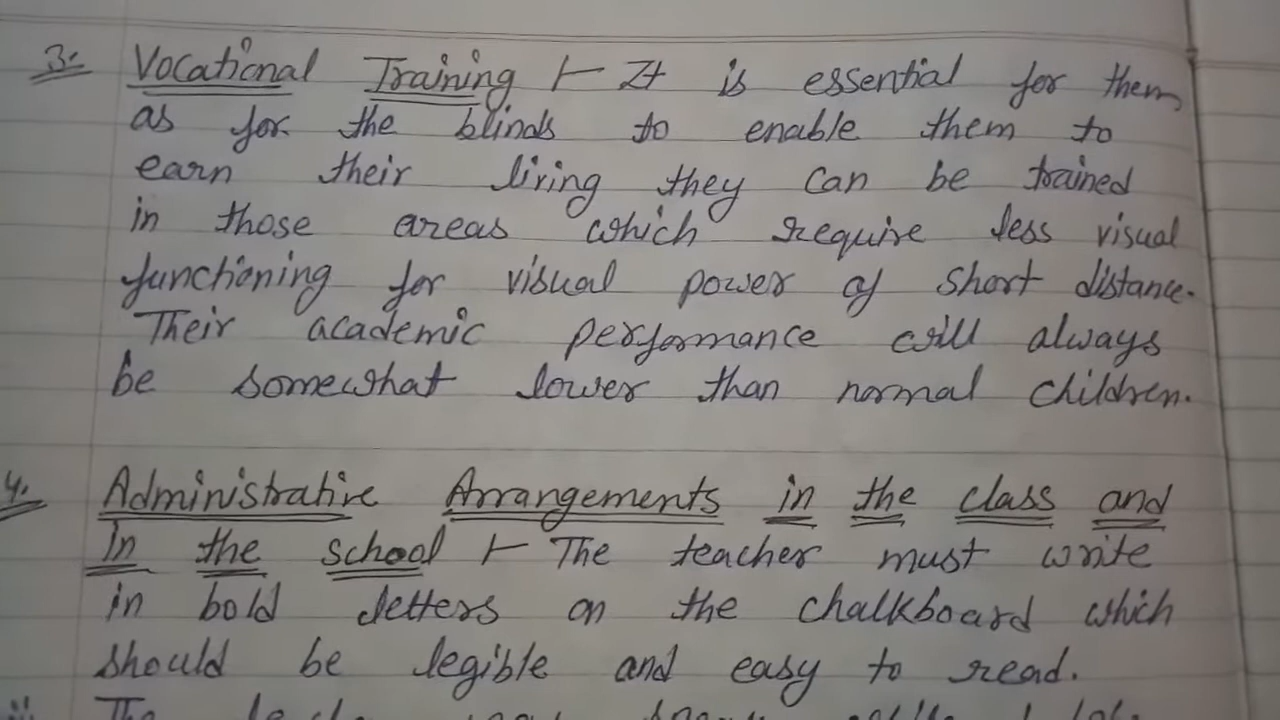 3. Vocational Training :- It is essential for them
as for the blinds to enable them to
earn their living they can be trained
in those areas which require less visual
functioning for visual power of short distance.
Their academic performance will always
be somewhat lower than normal children.
4. Administrative Arrangements in the class and
In the school :- The teacher must write
in bold letters on the chalkboard which
should be legible and easy to read.
ii The